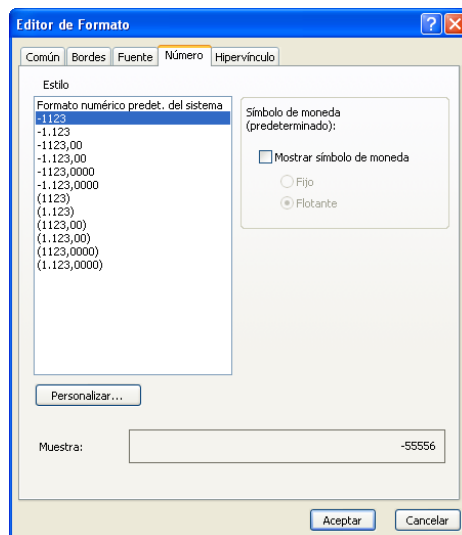 Editor de Formato
Común Bordes Fuente Número Hipervínculo
Estilo
Formato numérico predet. del sistema
-1123
-1.123
-1123,00
-1.123,00
-1123,0000
-1.123,0000
(1123)
(1.123)
(1123,00)
(1.123,00)
(1123,0000)
(1.123,0000)
Símbolo de moneda
(predeterminado):
Mostrar símbolo de moneda
Fijo
Flotante
Personalizar...
Muestra:
-55556
Aceptar Cancelar